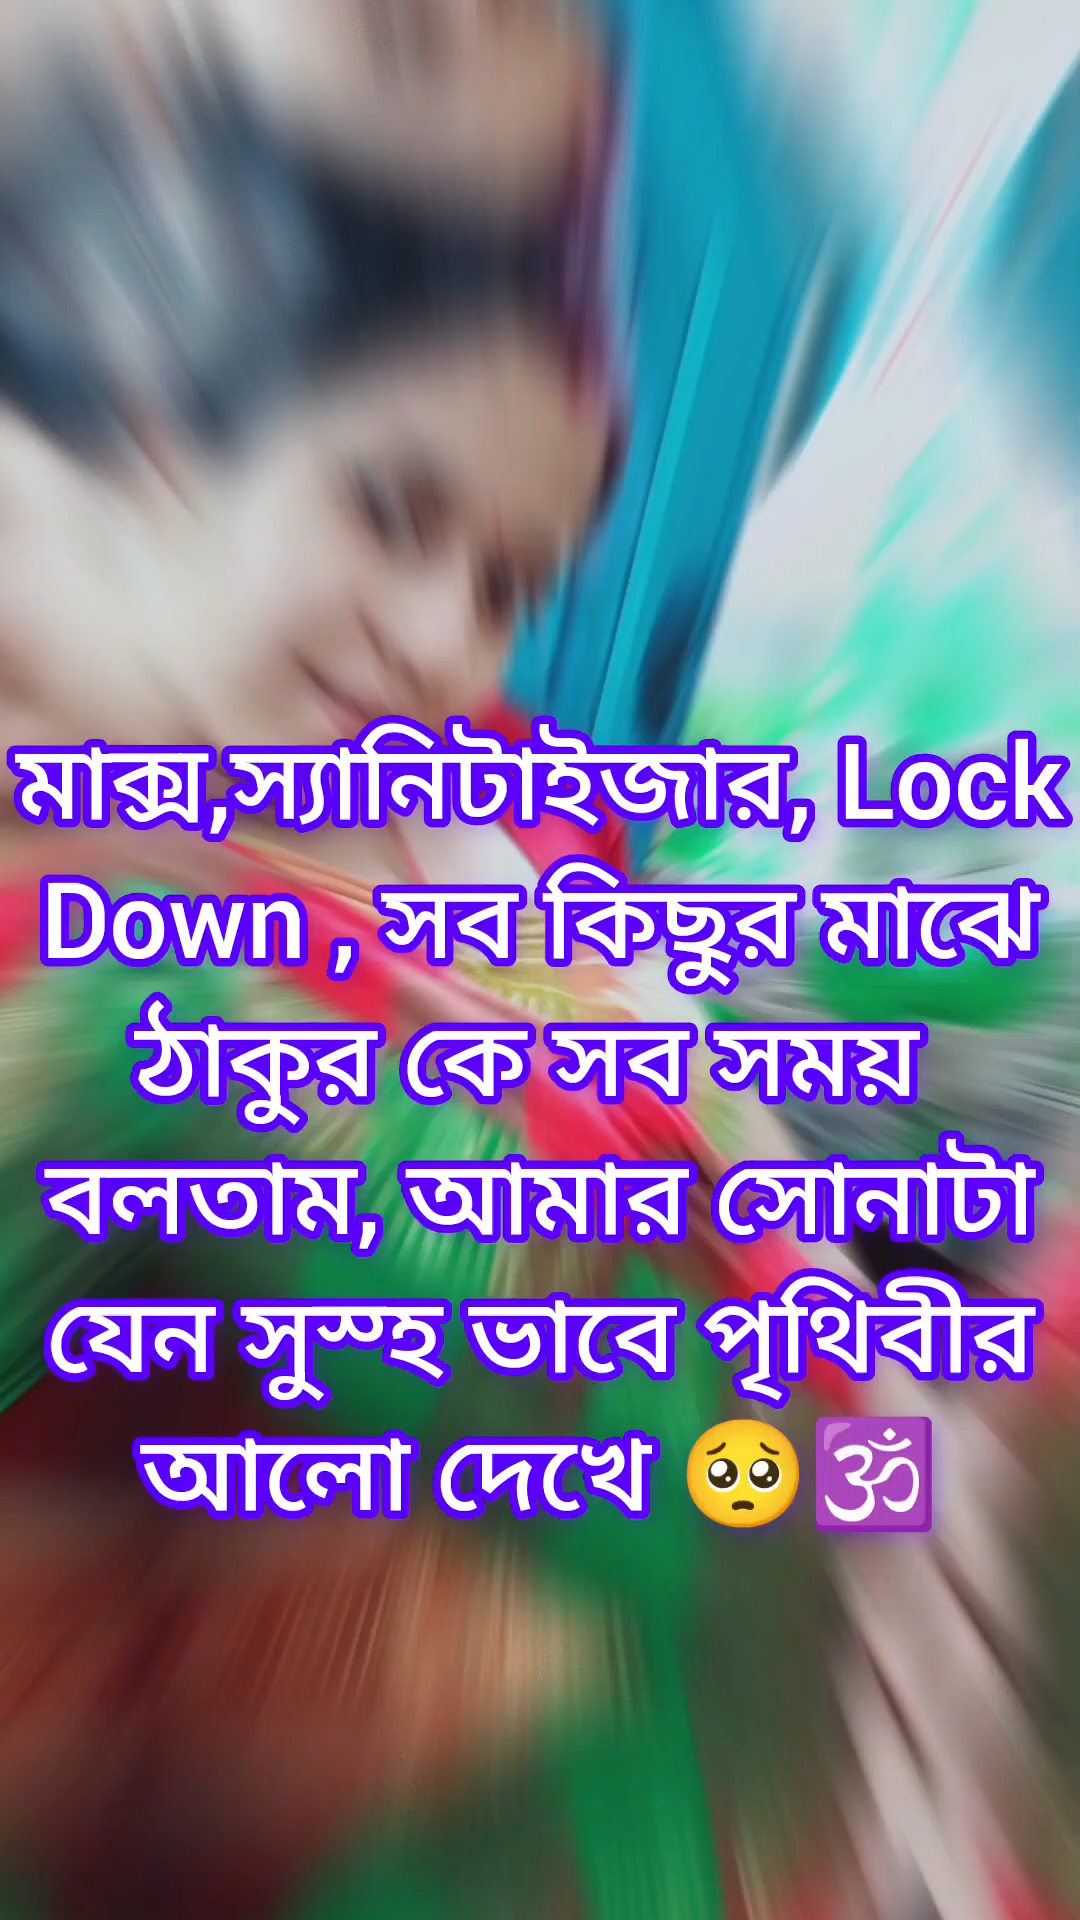 মাক্স,স্যানিটাইজার, Lock
Down , সব কিছুর মাঝে
ঠাকুর কে সব সময়
বলতাম, আমার সোনাটা
যেন সুস্হ ভাবে পৃথিবীর
আলো দেখে 🥺🕉️